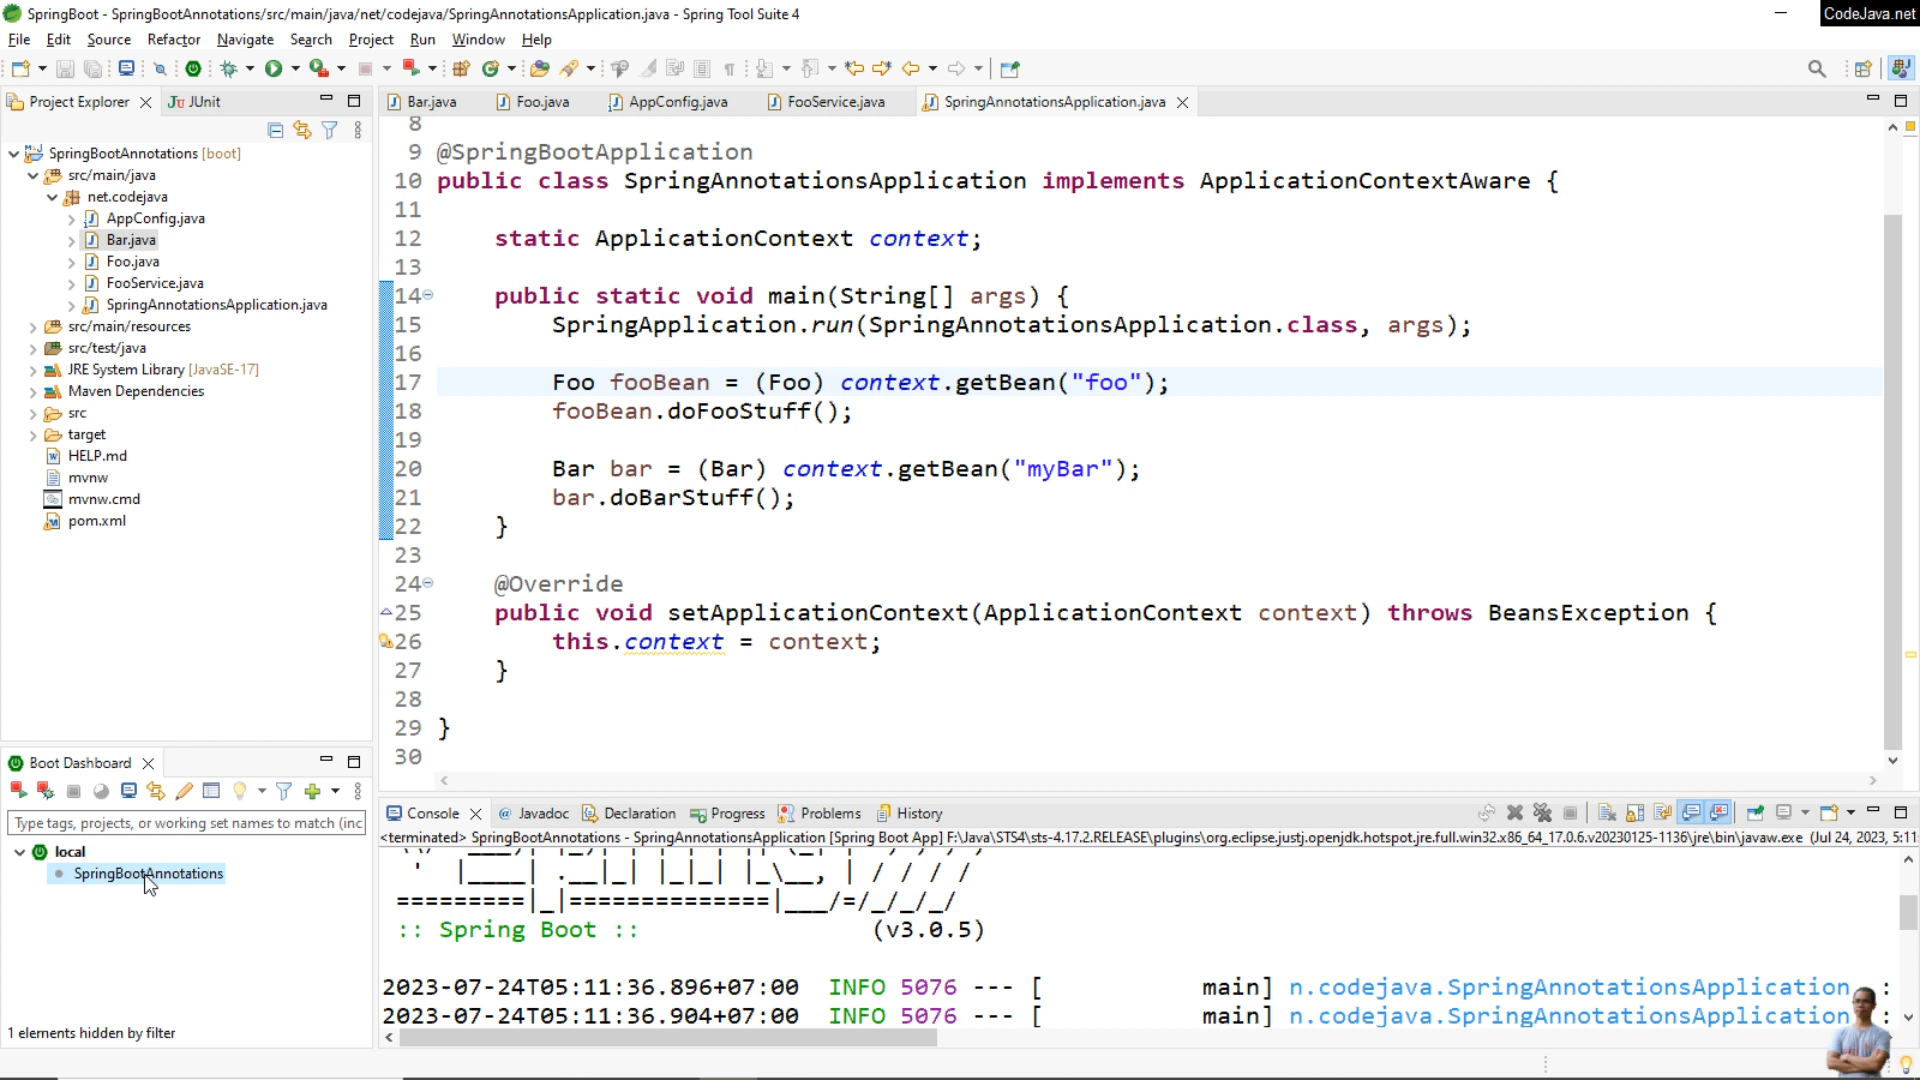 SpringBoot - SpringBootAnnotations/src/main/java/net/codejava/SpringAnnotationsApplication.java - Spring Tool Suite 4
CodeJava.net
File Edit Source Refactor Navigate Search Project Run Window Help
Project Explorer
JUnit
SpringBootAnnotations [boot]
src/main/java
net.codejava
AppConfig.java
Bar.java
Foo.java
FooService.java
SpringAnnotationsApplication.java
src/main/resources
src/test/java
JRE System Library [JavaSE-17]
Maven Dependencies
src
target
HELP.md
mvnw
mvnw.cmd
pom.xml
Bar.java
Foo.java
AppConfig.java
FooService.java
SpringAnnotationsApplication.java
8
9 @SpringBootApplication
10 public class SpringAnnotationsApplication implements ApplicationContextAware {
11
12 static ApplicationContext context;
13
14 public static void main(String[] args) {
15 SpringApplication.run(SpringAnnotationsApplication.class, args);
16
17 Foo fooBean = (Foo) context.getBean("foo");
18 fooBean.doFooStuff();
19
20 Bar bar = (Bar) context.getBean("myBar");
21 bar.doBarStuff();
22 }
23
24 @Override
25 public void setApplicationContext(ApplicationContext context) throws BeansException {
26 this.context = context;
27 }
28
29 }
30
Boot Dashboard
Type tags, projects, or working set names to match (inc
local
SpringBootAnnotations
1 elements hidden by filter
Console
@ Javadoc
Declaration
Progress
Problems
History
<terminated> SpringBootAnnotations - SpringAnnotationsApplication [Spring Boot App] F:\Java\STS4\sts-4.17.2.RELEASE\plugins\org.eclipse.justj.openjdk.hotspot.jre.full.win32.x86_64_17.0.6.v20230125-1136\jre\bin\javaw.exe (Jul 24, 2023, 5:11
' |____| .__|_| |_|_| |_\__, | / / / /
=========|_|==============|___/=/_/_/_/
:: Spring Boot :: (v3.0.5)
2023-07-24T05:11:36.896+07:00 INFO 5076 --- [ main] n.codejava.SpringAnnotationsApplication :
2023-07-24T05:11:36.904+07:00 INFO 5076 --- [ main] n.codejava.SpringAnnotationsApplication :